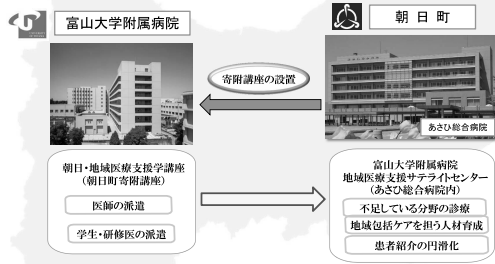 富山大学附属病院
朝日町
寄附講座の設置
あさひ総合病院
朝日・地域医療支援学講座
(朝日町寄附講座)
医師の派遣
学生・研修医の派遣
富山大学附属病院
地域医療支援サテライトセンター
(あさひ総合病院内)
不足している分野の診療
地域包括ケアを担う人材育成
患者紹介の円滑化